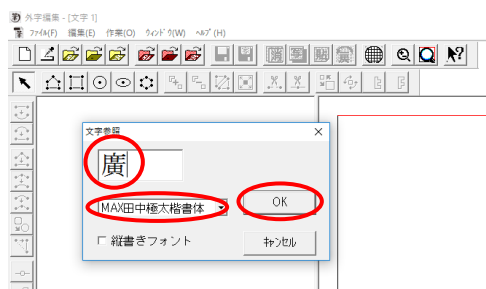 外字編集 - [文字 1]
ファイル(F) 編集(E) 作業(O) ウィンドウ(W) ヘルプ(H)
文字参照
廣
MAX田中極太楷書体 OK
縦書きフォント キャンセル